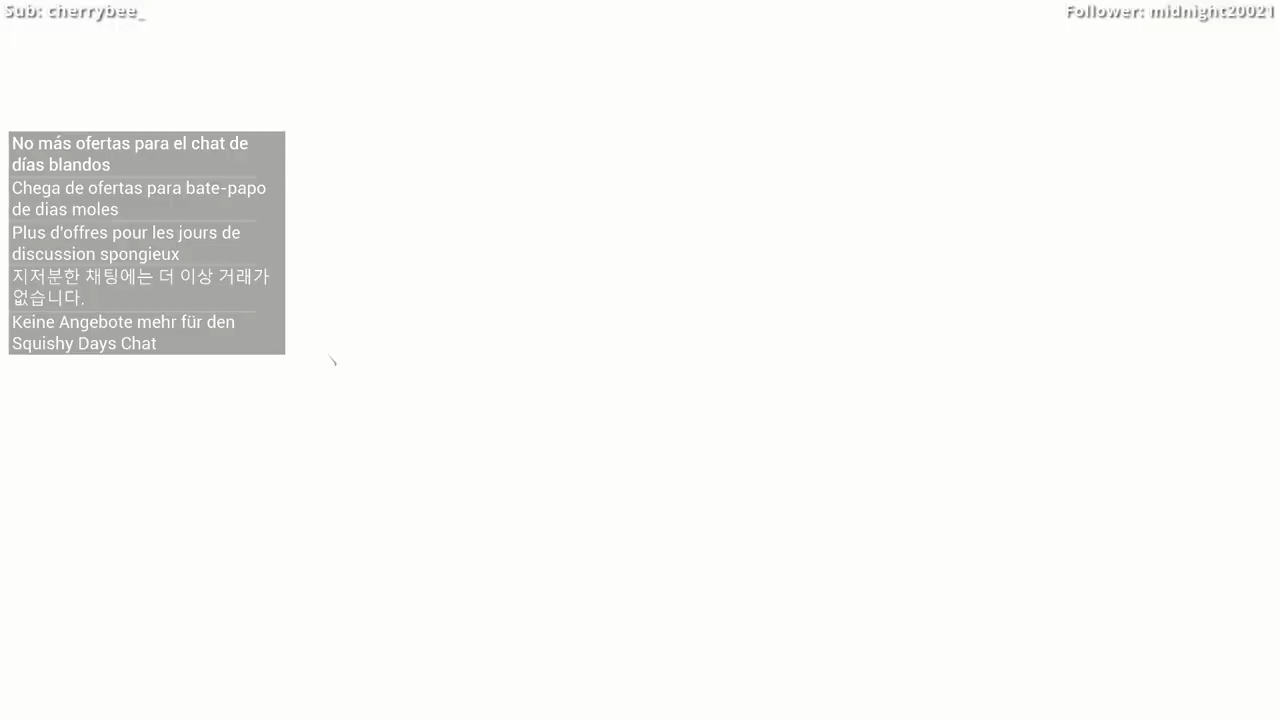 Sub: cherrybee_
Follower: midnight20021
No más ofertas para el chat de
días blandos
Chega de ofertas para bate-papo
de dias moles
Plus d'offres pour les jours de
discussion spongieux
지저분한 채팅에는 더 이상 거래가
없습니다.
Keine Angebote mehr für den
Squishy Days Chat